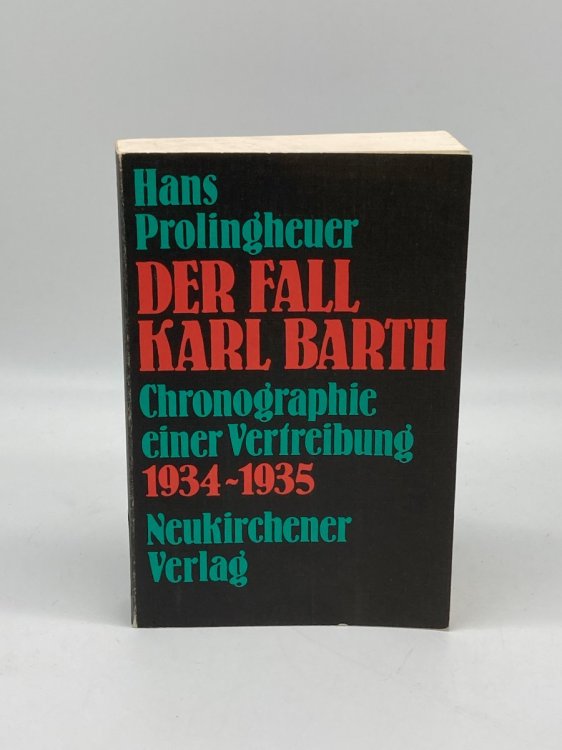 Hans
Prolingheuer
DER FALL
KARL BARTH
Chronographie
einer Vertreibung
1934~1935
Neukirchener
Verlag